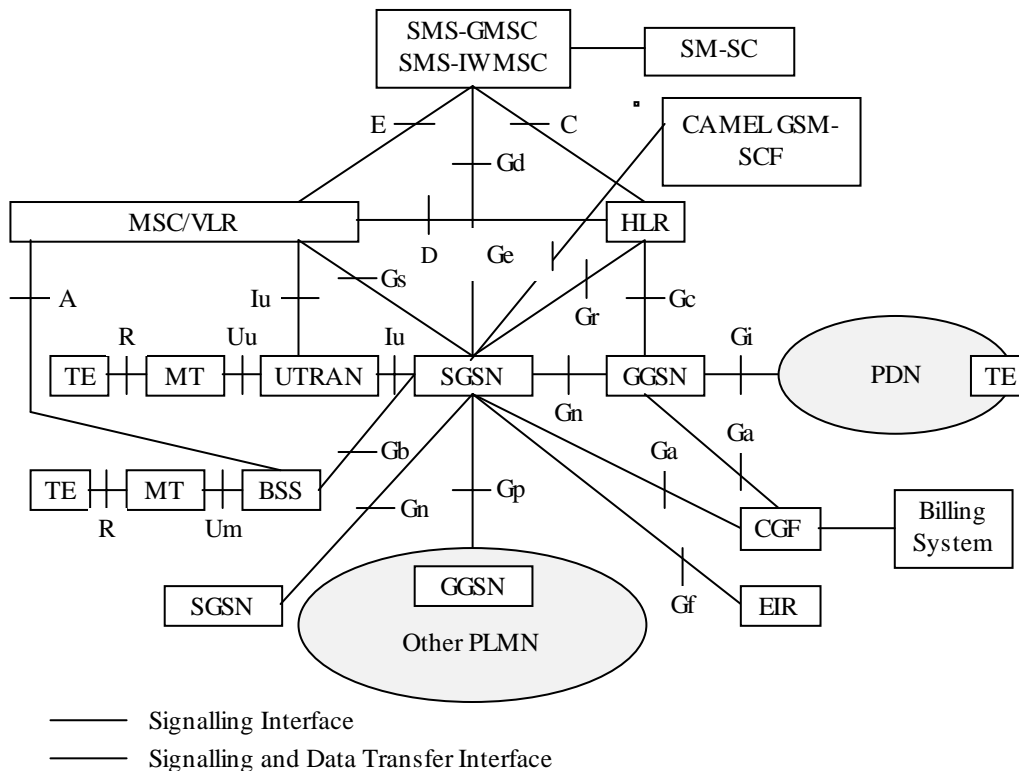 SMS-GMSC
SMS-IWMSC
SM-SC
E
C
CAMEL GSM-
SCF
Gd
MSC/VLR
HLR
D
Ge
A
Iu
Gs
Gr
Gc
R
Uu
Iu
Gi
TE
MT
UTRAN
SGSN
GGSN
PDN
TE
Gn
Gb
Ga
Ga
TE
MT
BSS
Gn
Gp
R
Um
CGF
Billing
System
SGSN
GGSN
Gf
EIR
Other PLMN
Signalling Interface
Signalling and Data Transfer Interface